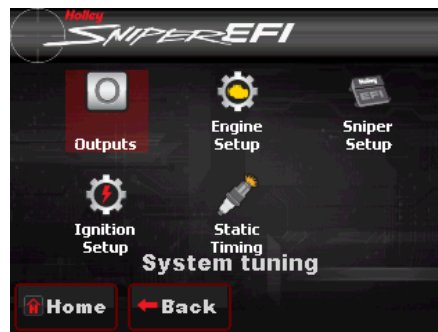 Holley
SNIPER EFI
Outputs
Engine
Setup
Holley
EFI
Sniper
Setup
Ignition
Setup
Static
Timing
System tuning
Home
Back